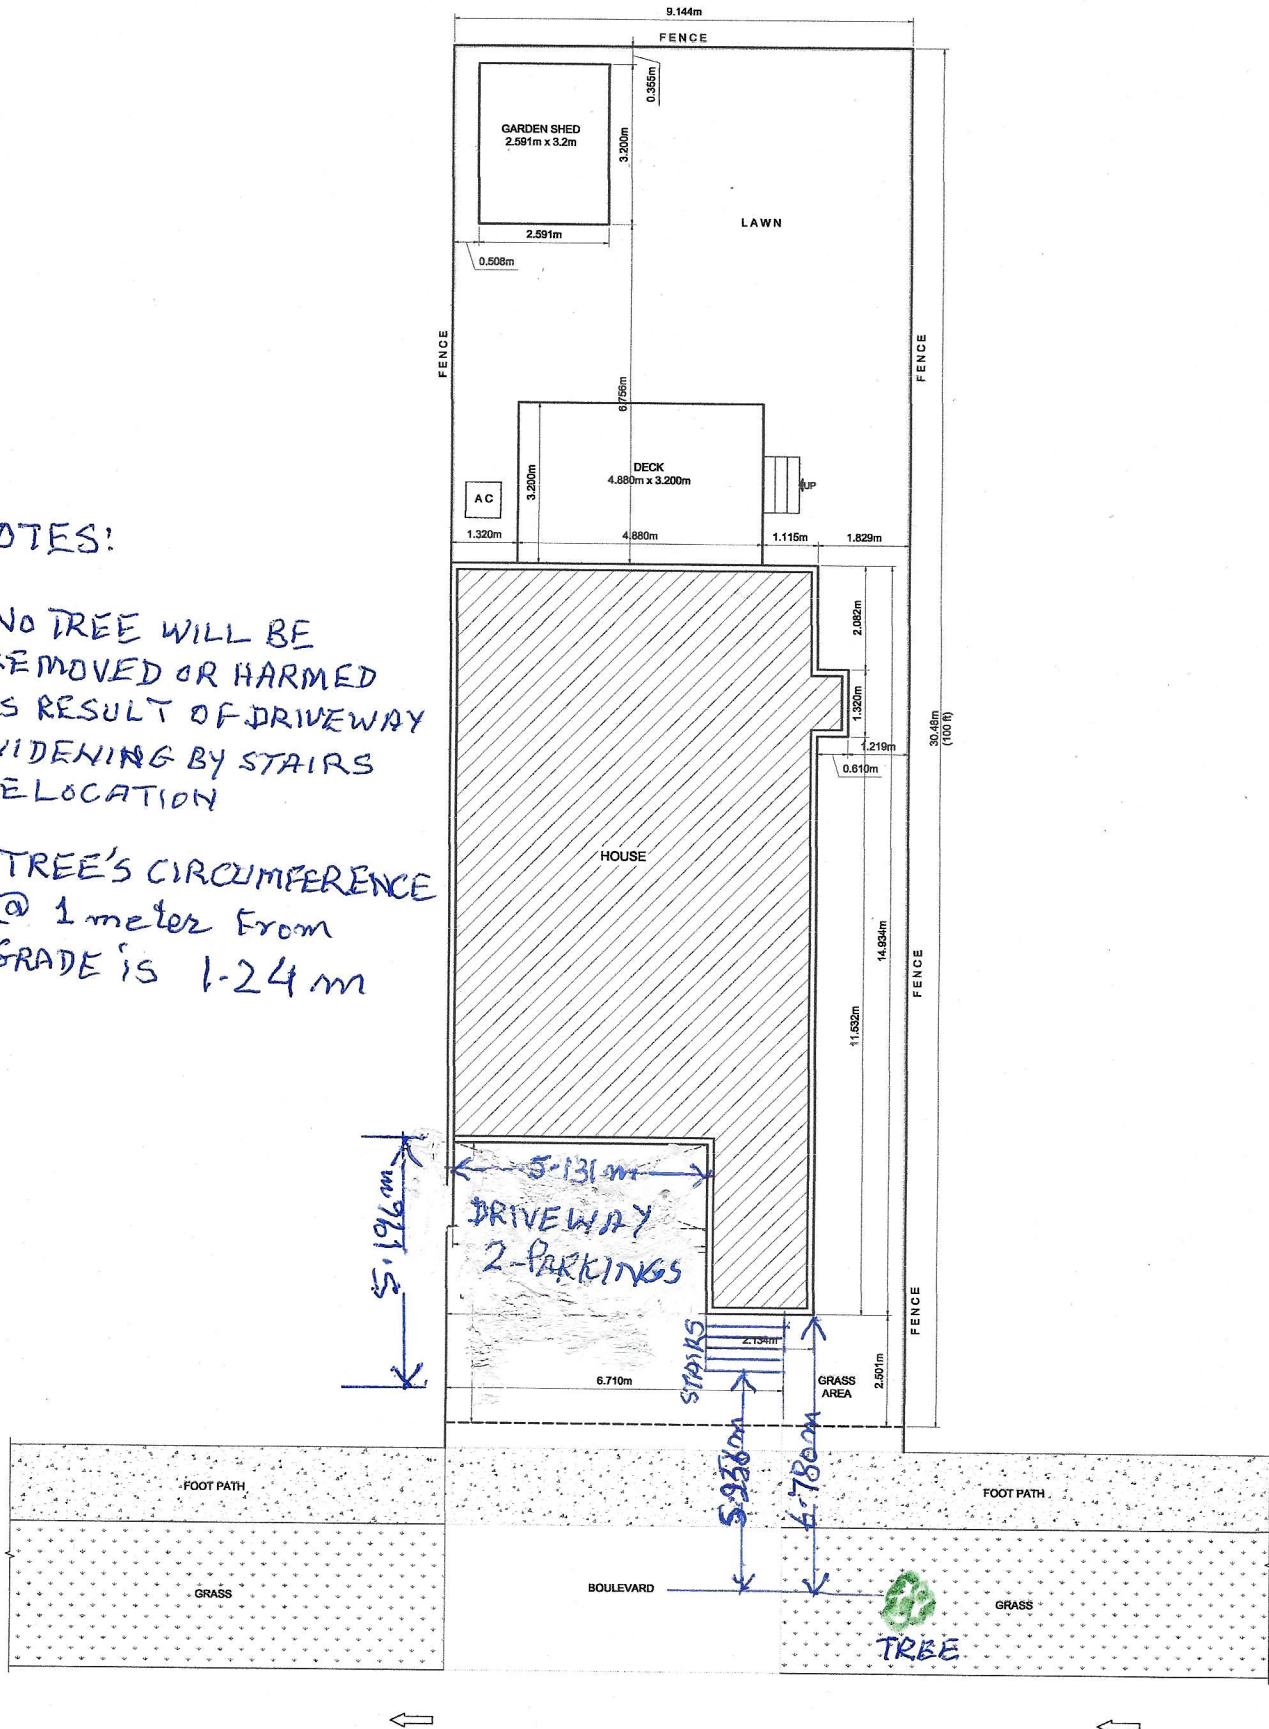 9.144m
FENCE
0.355m
GARDEN SHED
2.591m x 3.2m
3.200m
LAWN
2.591m
0.508m
FENCE
FENCE
6.756m
DECK
4.880m x 3.200m
3.200m
AC
UP
1.320m
4.880m
1.115m
1.829m
OTES:
NO TREE WILL BE
EMOVED OR HARMED
S RESULT OF DRIVEWAY
IDENING BY STAIRS
ELOCATION
TREE'S CIRCUMFERENCE
@ 1 meter From
GRADE is 1.24 m
2.082m
1.320m
30.48m
(100 ft)
1.219m
0.610m
HOUSE
14.934m
FENCE
11.532m
5.131 m
DRIVEWAY
2-PARKINGS
5.196m
FENCE
STAIRS
2.134m
6.710m
GRASS
AREA
2.501m
6.780m
FOOT PATH
FOOT PATH
GRASS
BOULEVARD
GRASS
TREE